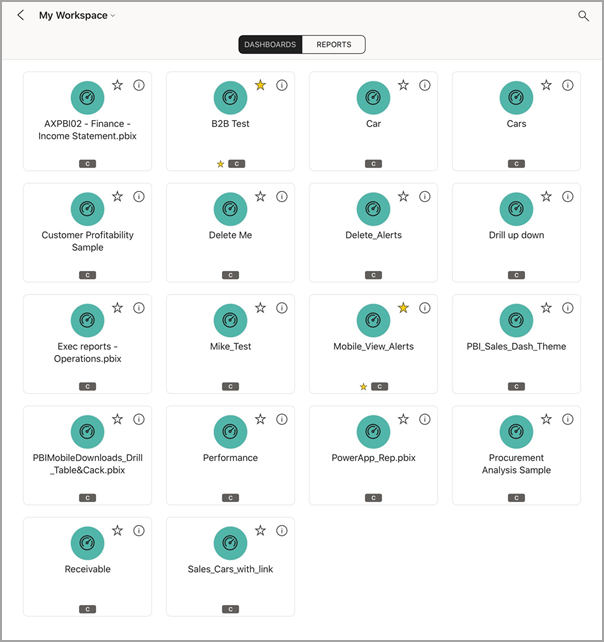 My Workspace
DASHBOARDS REPORTS
AXPBI02 - Finance -
Income Statement.pbix
C
B2B Test
C
Car
C
Cars
C
Customer Profitability
Sample
C
Delete Me
C
Delete_Alerts
C
Drill up down
C
Exec reports -
Operations.pbix
C
Mike_Test
C
Mobile_View_Alerts
C
PBI_Sales_Dash_Theme
C
PBIMobileDownloads_Drill
_Table&Cack.pbix
C
Performance
C
PowerApp_Rep.pbix
C
Procurement
Analysis Sample
C
Receivable
C
Sales_Cars_with_link
C